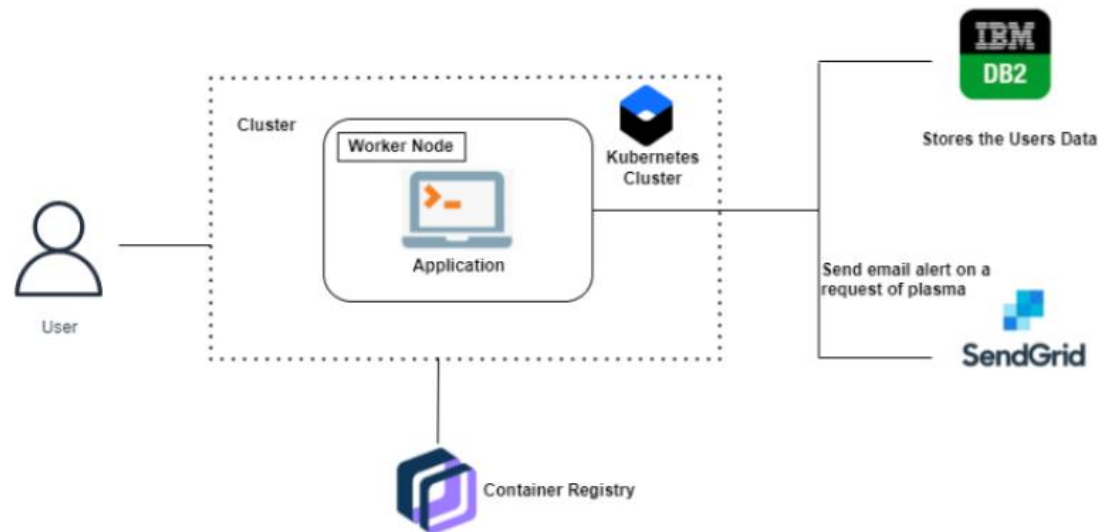 IBM
DB2
Stores the Users Data
Cluster
Worker Node
Kubernetes
Cluster
Application
User
Send email alert on a
request of plasma
SendGrid
Container Registry